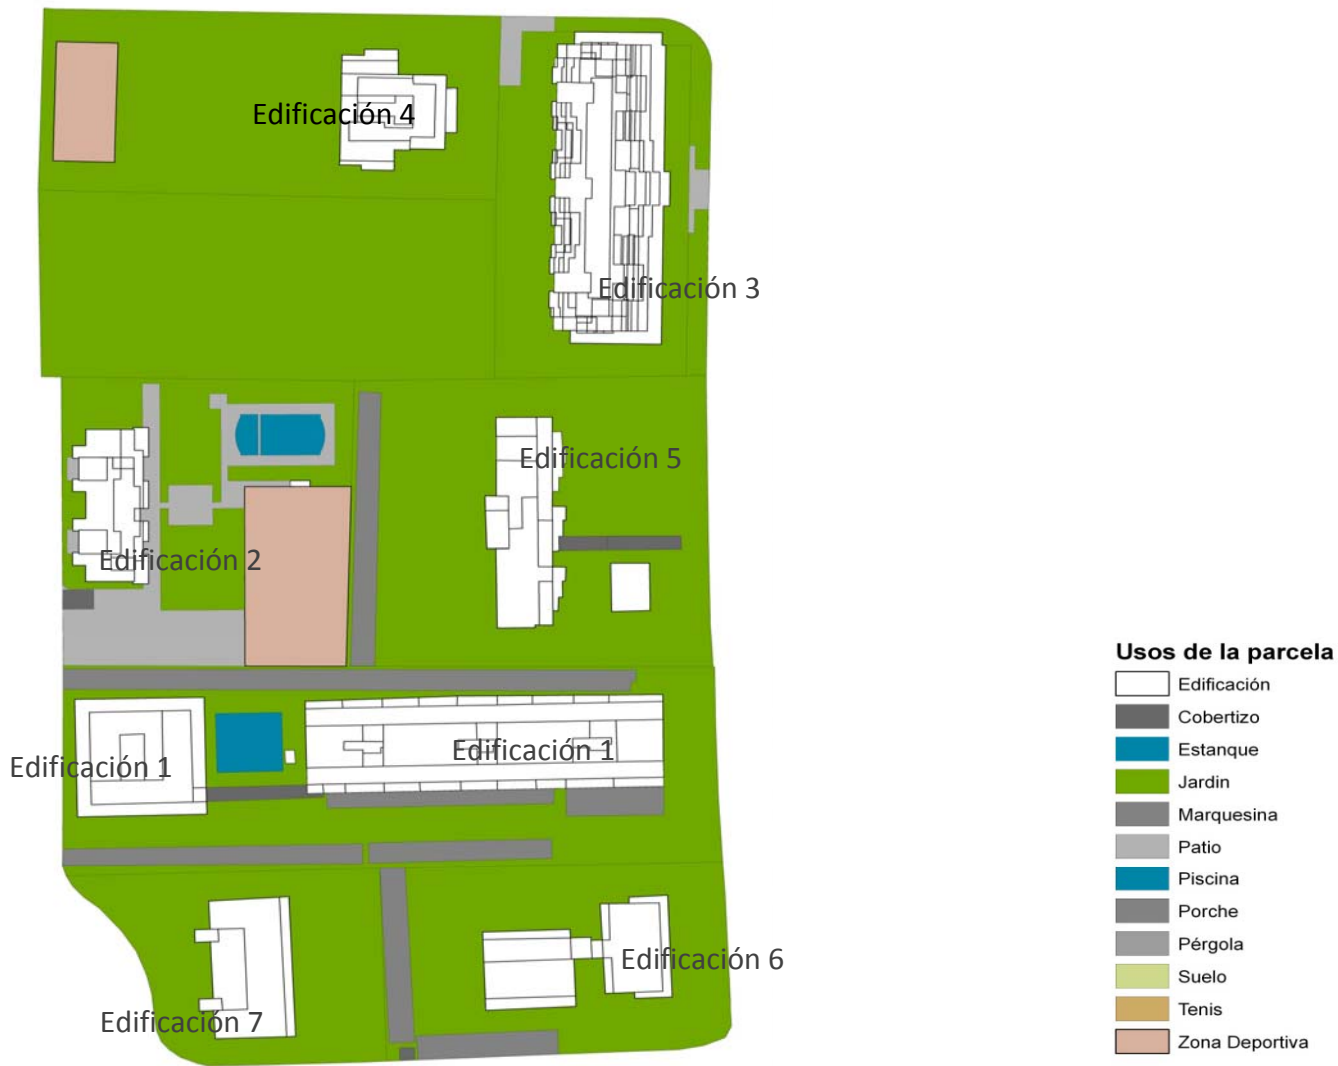 Edificación 4
Edificación 3
Edificación 5
Edificación 2
Edificación 1
Edificación 1
Edificación 6
Edificación 7
Usos de la parcela
Edificación
Cobertizo
Estanque
Jardin
Marquesina
Patio
Piscina
Porche
Pérgola
Suelo
Tenis
Zona Deportiva